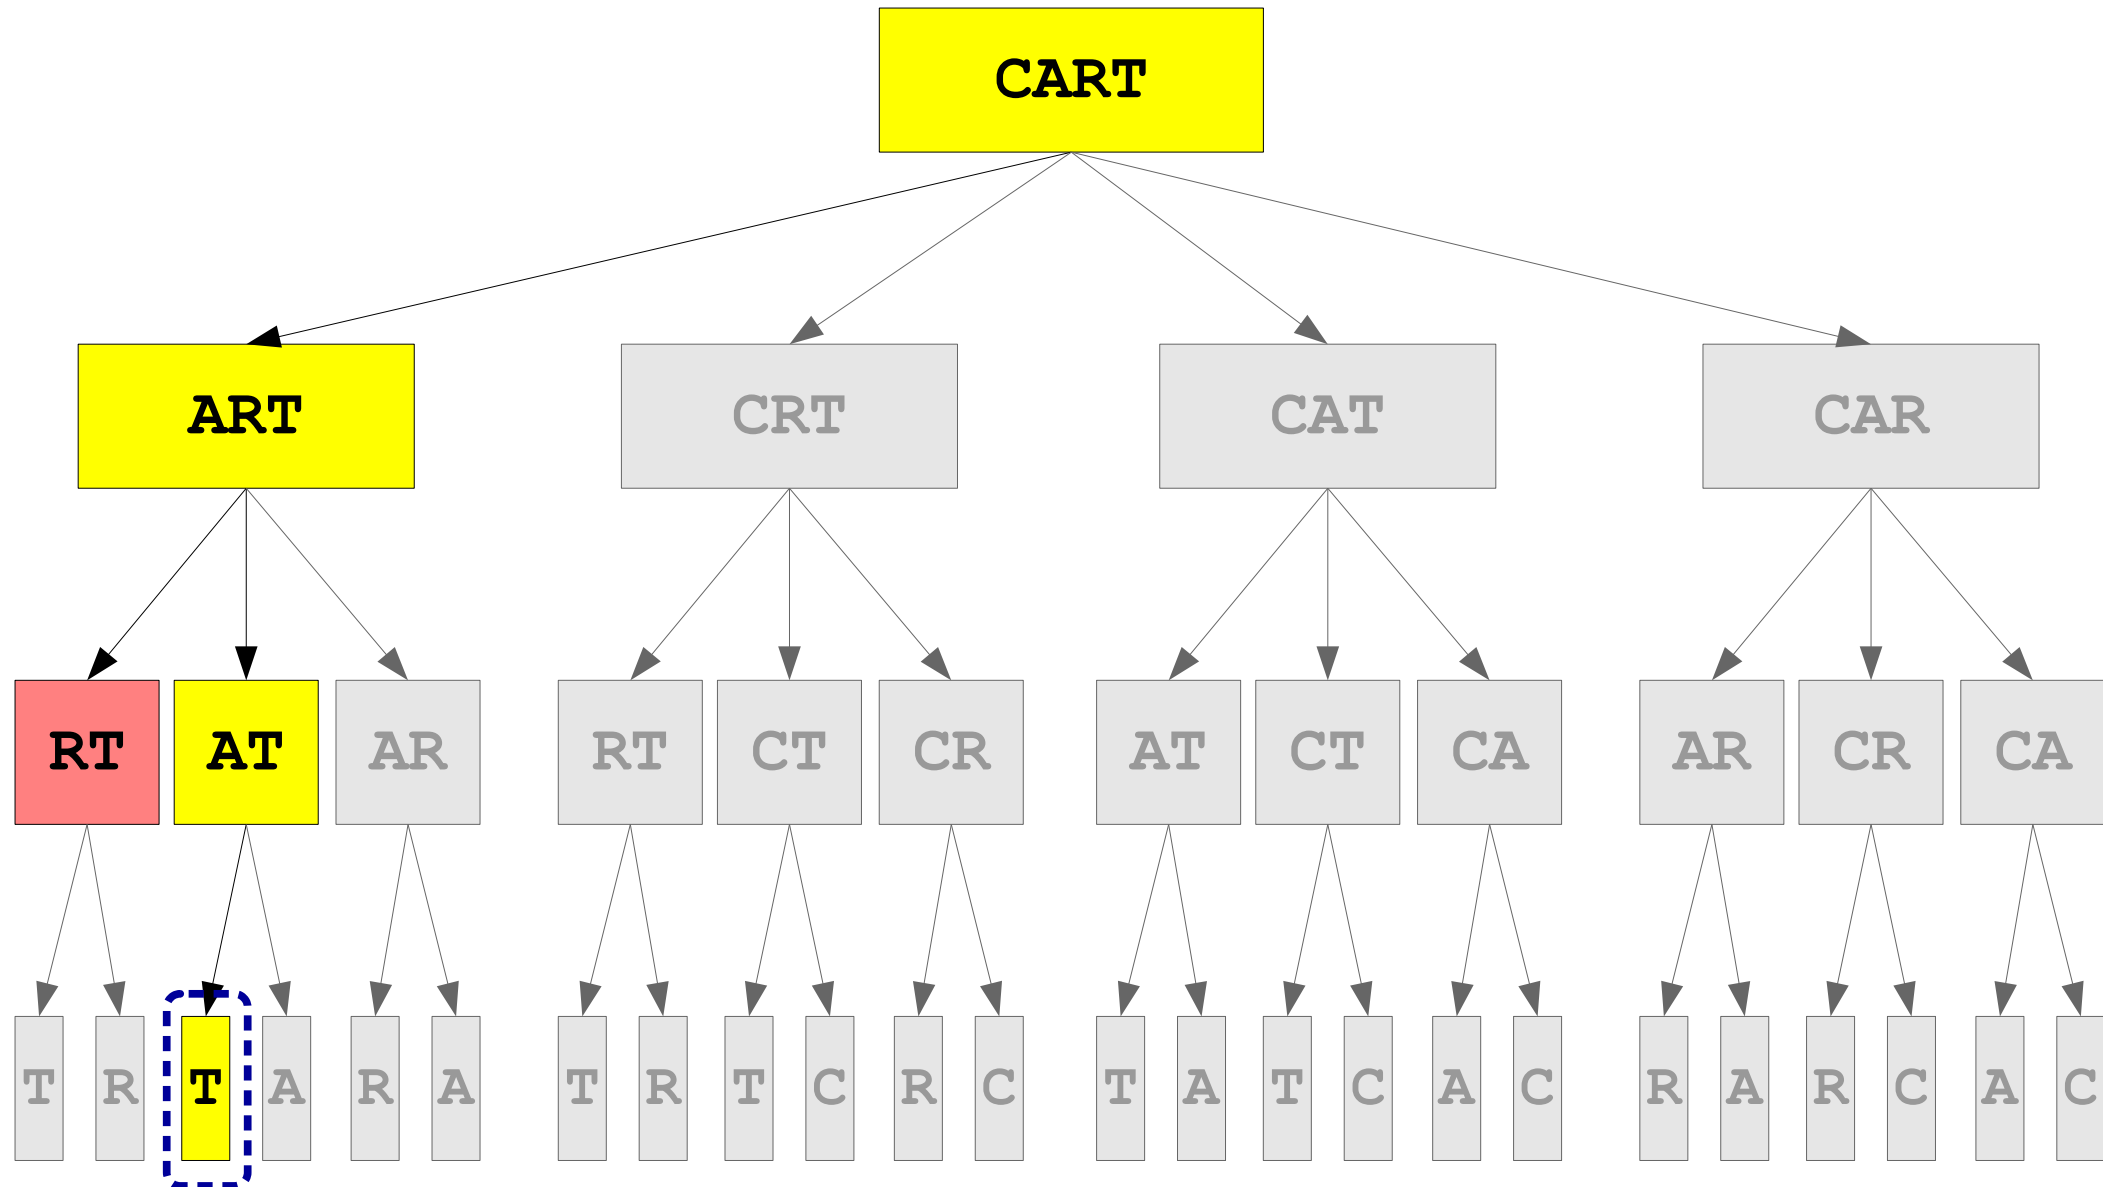 CART
ART CRT CAT CAR
RT AT AR RT CT CR AT CT CA AR CR CA
T R T A R A T R T C R C T A T C A C R A R C A C